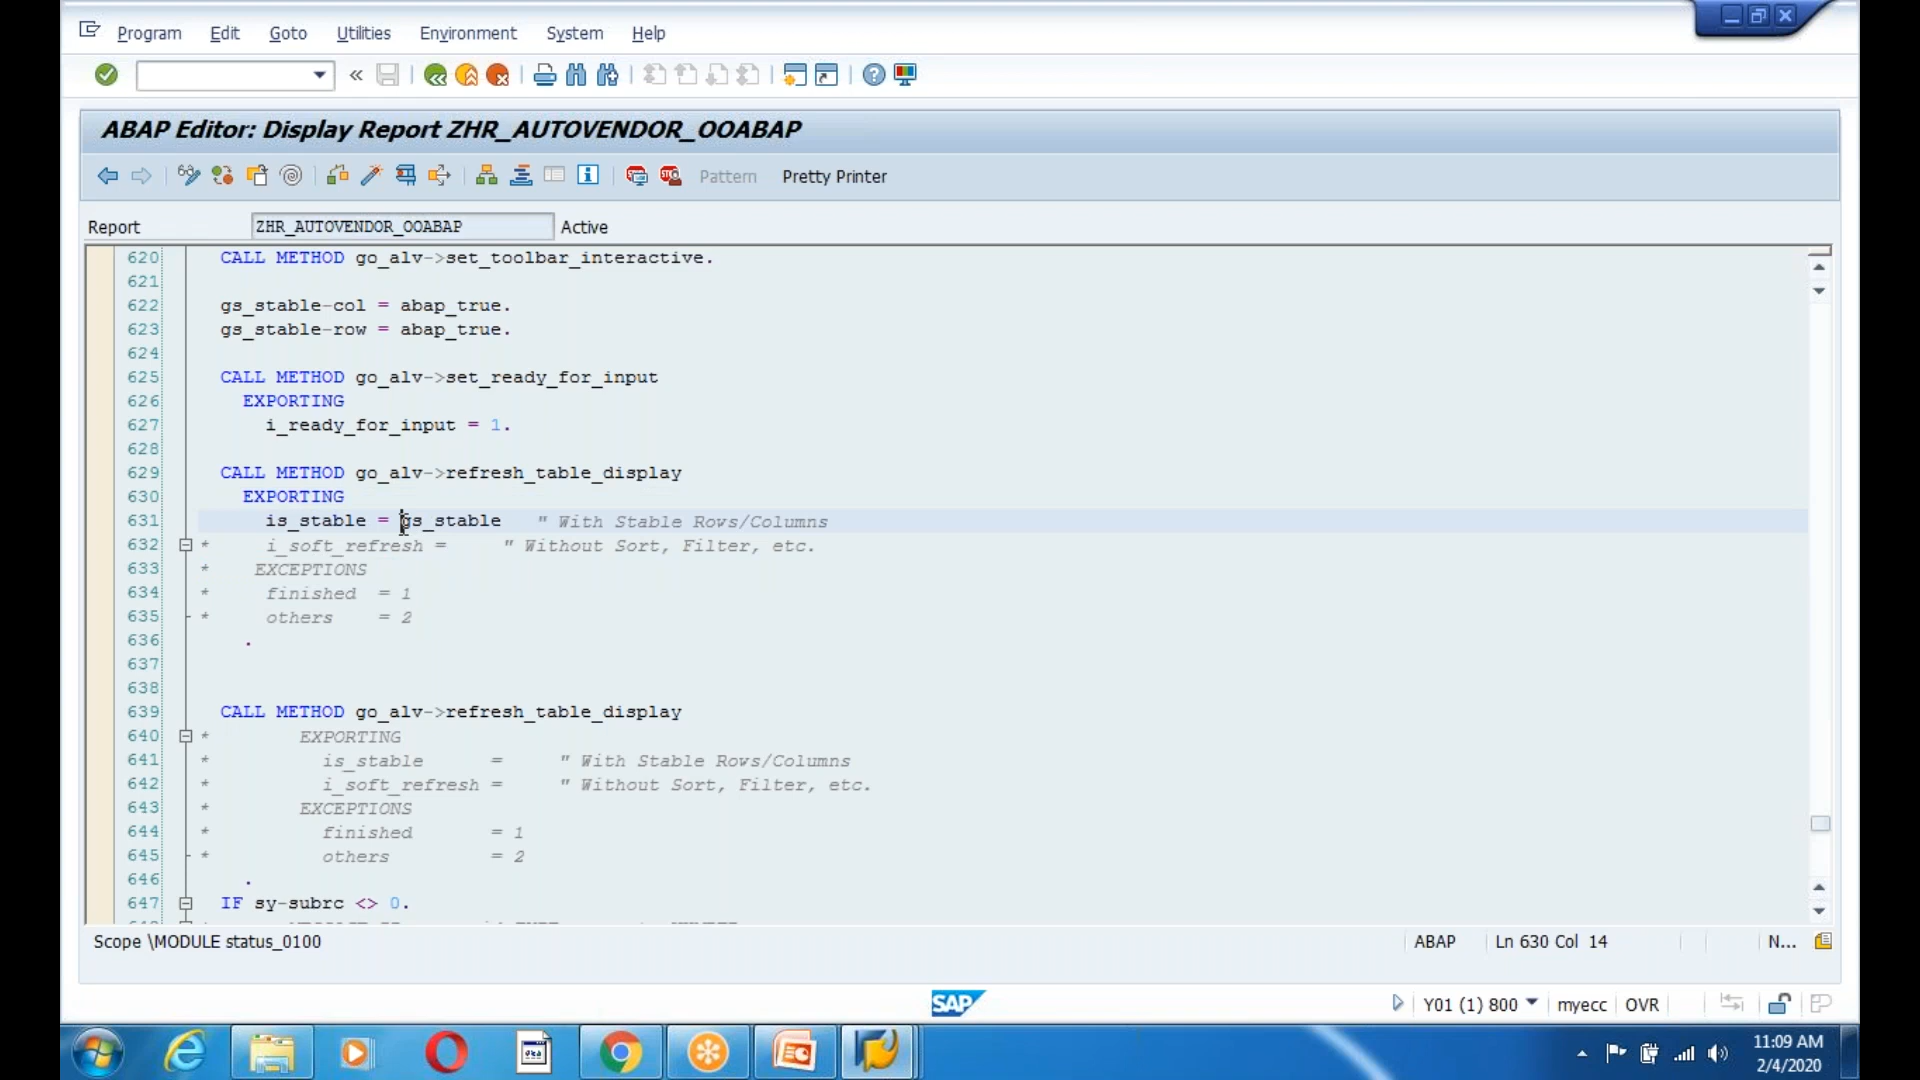 Program Edit Goto Utilities Environment System Help
ABAP Editor: Display Report ZHR_AUTOVENDOR_OOABAP
Pattern Pretty Printer
Report ZHR_AUTOVENDOR_OOABAP Active
620 CALL METHOD go_alv->set_toolbar_interactive.
621
622 gs_stable-col = abap_true.
623 gs_stable-row = abap_true.
624
625 CALL METHOD go_alv->set_ready_for_input
626 EXPORTING
627 i_ready_for_input = 1.
628
629 CALL METHOD go_alv->refresh_table_display
630 EXPORTING
631 is_stable = gs_stable " With Stable Rows/Columns
632 * i_soft_refresh = " Without Sort, Filter, etc.
633 * EXCEPTIONS
634 * finished = 1
635 * others = 2
636 .
637
638
639 CALL METHOD go_alv->refresh_table_display
640 * EXPORTING
641 * is_stable = " With Stable Rows/Columns
642 * i_soft_refresh = " Without Sort, Filter, etc.
643 * EXCEPTIONS
644 * finished = 1
645 * others = 2
646 .
647 IF sy-subrc <> 0.
Scope \MODULE status_0100 ABAP Ln 630 Col 14 N...
SAP Y01 (1) 800 myecc OVR
11:09 AM
2/4/2020